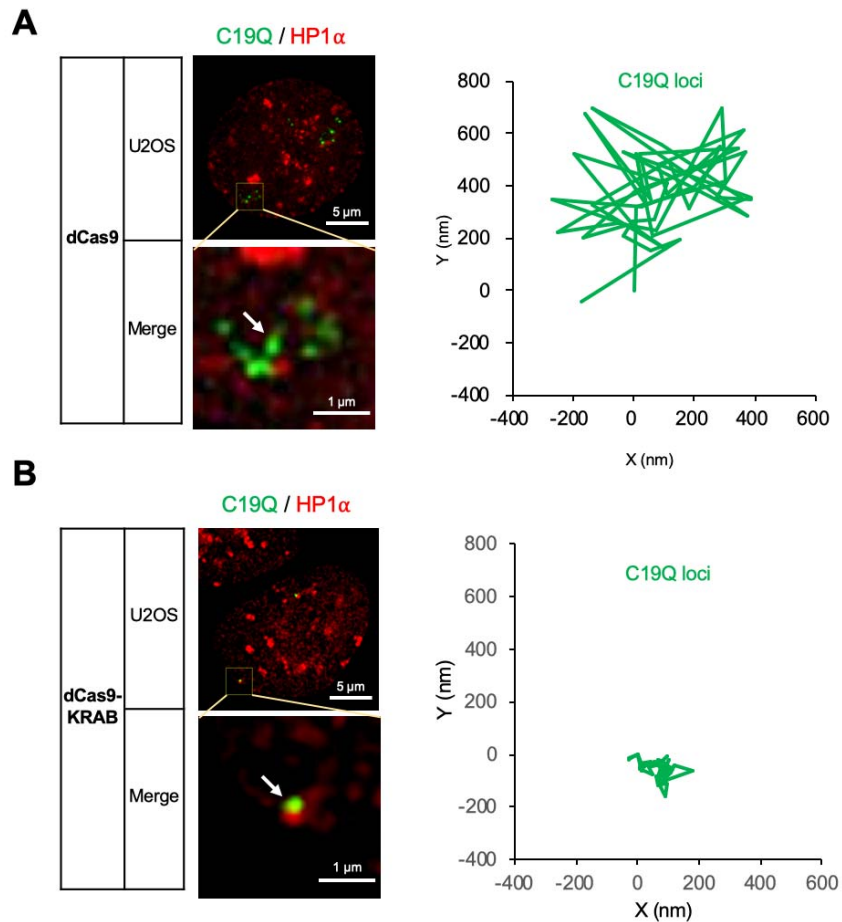 A
C19Q / HP1α
dCas9
U2OS
5 µm
Merge
1 µm
C19Q loci
800
600
400
200
0
-200
-400
Y (nm)
-400 -200 0 200 400 600
X (nm)
B
C19Q / HP1α
dCas9-
KRAB
U2OS
5 µm
Merge
1 µm
C19Q loci
800
600
400
200
0
-200
-400
Y (nm)
-400 -200 0 200 400 600
X (nm)